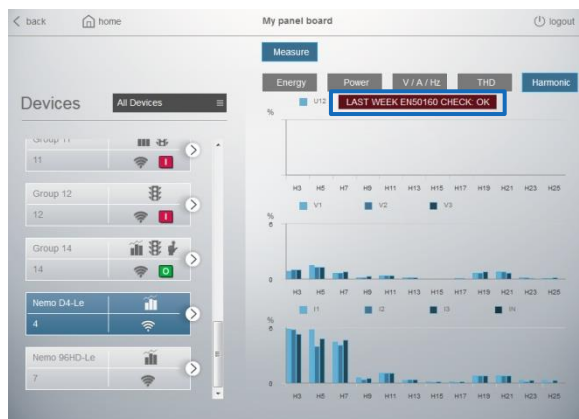 back
home
My panel board
logout
Measure
Energy
Power
V / A / Hz
THD
Harmonic
Devices
All Devices
U12
LAST WEEK EN50160 CHECK: OK
%
Group 11
11
I
H3 H5 H7 H9 H11 H13 H15 H17 H19 H21 H23 H25
V1 V2 V3
Group 12
12
I
%
Group 14
14
O
H3 H5 H7 H9 H11 H13 H15 H17 H19 H21 H23 H25
I1 I2 I3 IN
Nemo D4-Le
4
%
Nemo 96HD-Le
7
H3 H5 H7 H9 H11 H13 H15 H17 H19 H21 H23 H25